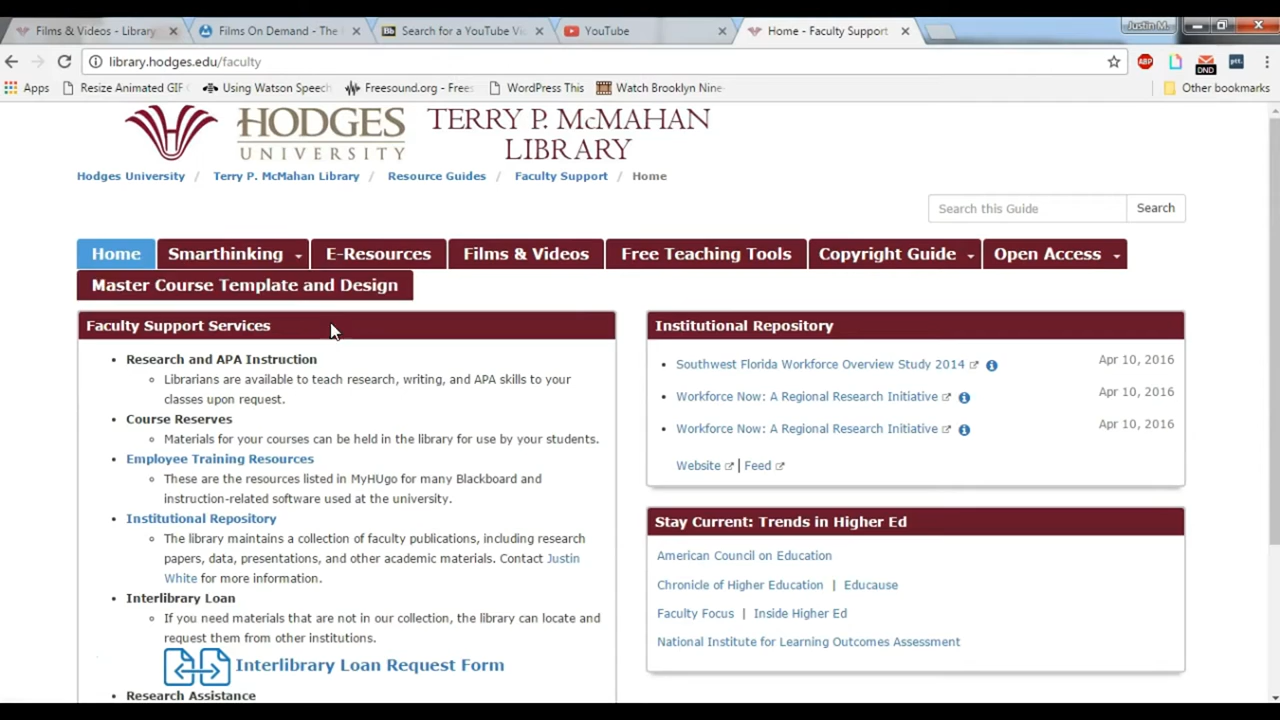 Films & Videos - Library
Films On Demand - The
Search for a YouTube V
YouTube
Home - Faculty Support
Justin M.
library.hodges.edu/faculty
ABP
DND
Apps
Resize Animated GIF
Using Watson Speech
Freesound.org - Frees
WordPress This
Watch Brooklyn Nine-
Other bookmarks
HODGES
UNIVERSITY
TERRY P. McMAHAN
LIBRARY
Hodges University / Terry P. McMahan Library / Resource Guides / Faculty Support / Home
Search this Guide
Search
Home
Smarthinking
E-Resources
Films & Videos
Free Teaching Tools
Copyright Guide
Open Access
Master Course Template and Design
Faculty Support Services
Research and APA Instruction
Librarians are available to teach research, writing, and APA skills to your
classes upon request.
Course Reserves
Materials for your courses can be held in the library for use by your students.
Employee Training Resources
These are the resources listed in MyHUgo for many Blackboard and
instruction-related software used at the university.
Institutional Repository
The library maintains a collection of faculty publications, including research
papers, data, presentations, and other academic materials. Contact Justin
White for more information.
Interlibrary Loan
If you need materials that are not in our collection, the library can locate and
request them from other institutions.
Interlibrary Loan Request Form
Research Assistance
Institutional Repository
Southwest Florida Workforce Overview Study 2014
Apr 10, 2016
Workforce Now: A Regional Research Initiative
Apr 10, 2016
Workforce Now: A Regional Research Initiative
Apr 10, 2016
Website | Feed
Stay Current: Trends in Higher Ed
American Council on Education
Chronicle of Higher Education | Educause
Faculty Focus | Inside Higher Ed
National Institute for Learning Outcomes Assessment